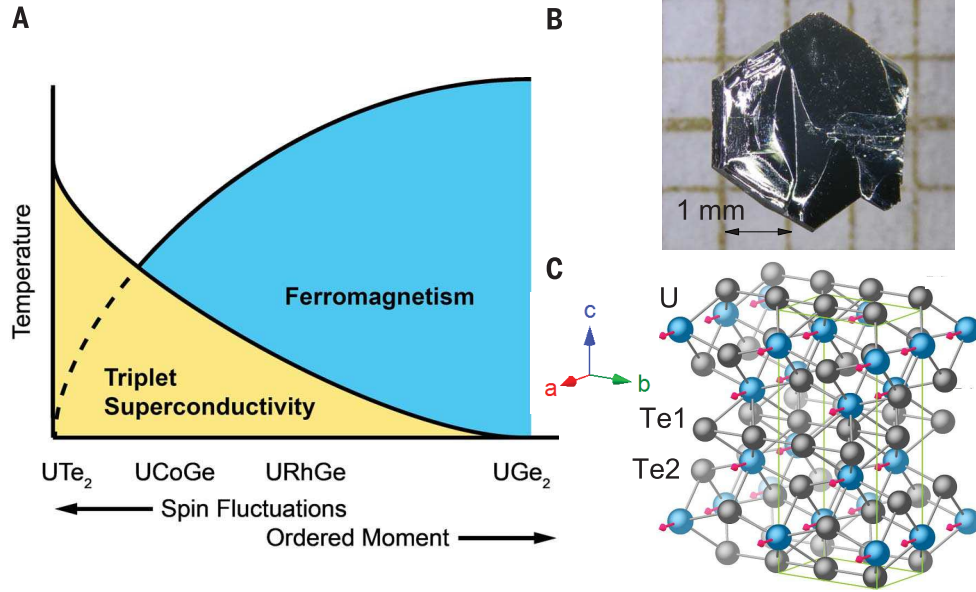 A
Temperature
Ferromagnetism
Triplet
Superconductivity
UTe₂
UCoGe
URhGe
UGe₂
Spin Fluctuations
Ordered Moment
B
1 mm
C
U
Te1
Te2
c
a
b